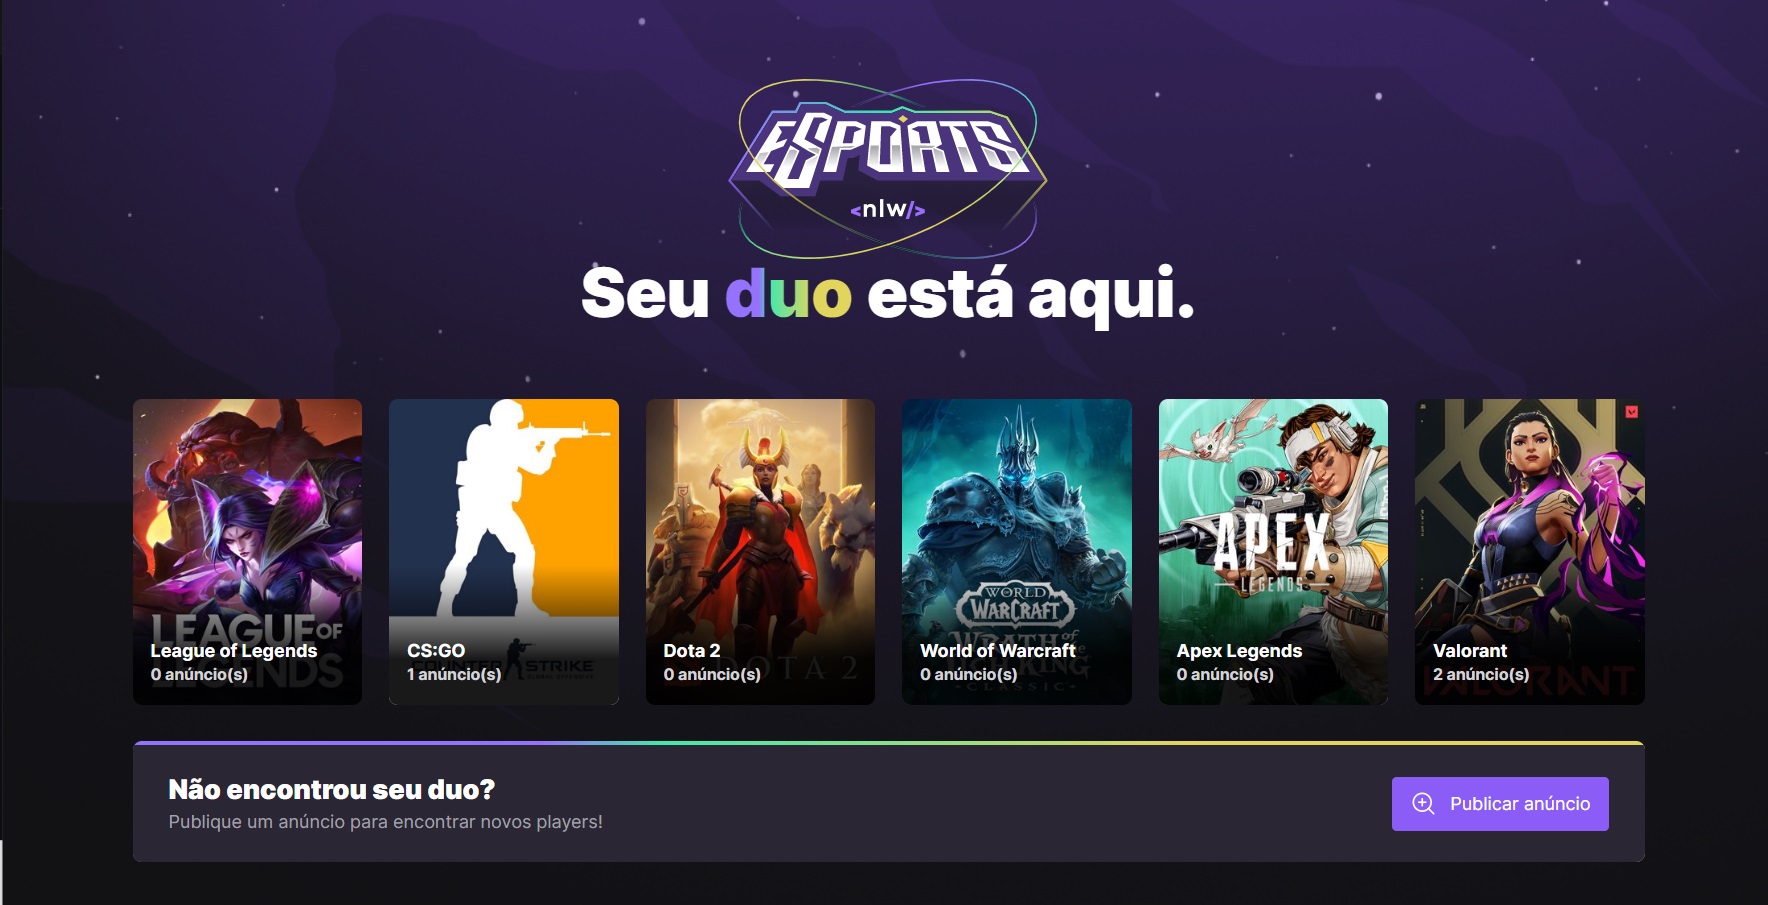 ESPORTS
<nlw/>
Seu duo está aqui.
LEAGUE OF
LEGENDS
League of Legends
0 anúncio(s)
COUNTER STRIKE
GLOBAL OFFENSIVE
CS:GO
1 anúncio(s)
DOTA 2
Dota 2
0 anúncio(s)
WORLD
WARCRAFT
WRATH of the
LICH KING
CLASSIC
World of Warcraft
0 anúncio(s)
APEX
LEGENDS
Apex Legends
0 anúncio(s)
VALORANT
Valorant
2 anúncio(s)
Não encontrou seu duo?
Publique um anúncio para encontrar novos players!
Publicar anúncio